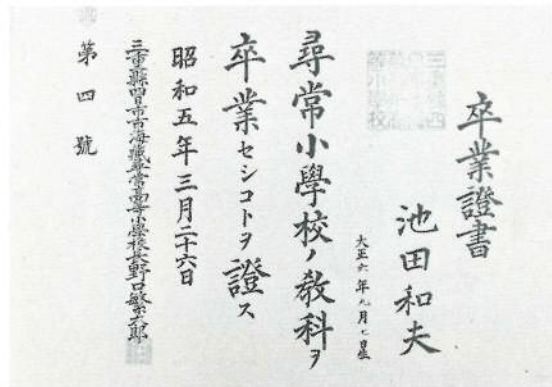 卒業證書
池田和夫
大正六年九月七日生
尋常小學校ノ教科ヲ
卒業セシコトヲ證ス
昭和五年三月二十六日
三重縣四日市市海藏尋常高等小學校長野口繁太郎
第四號